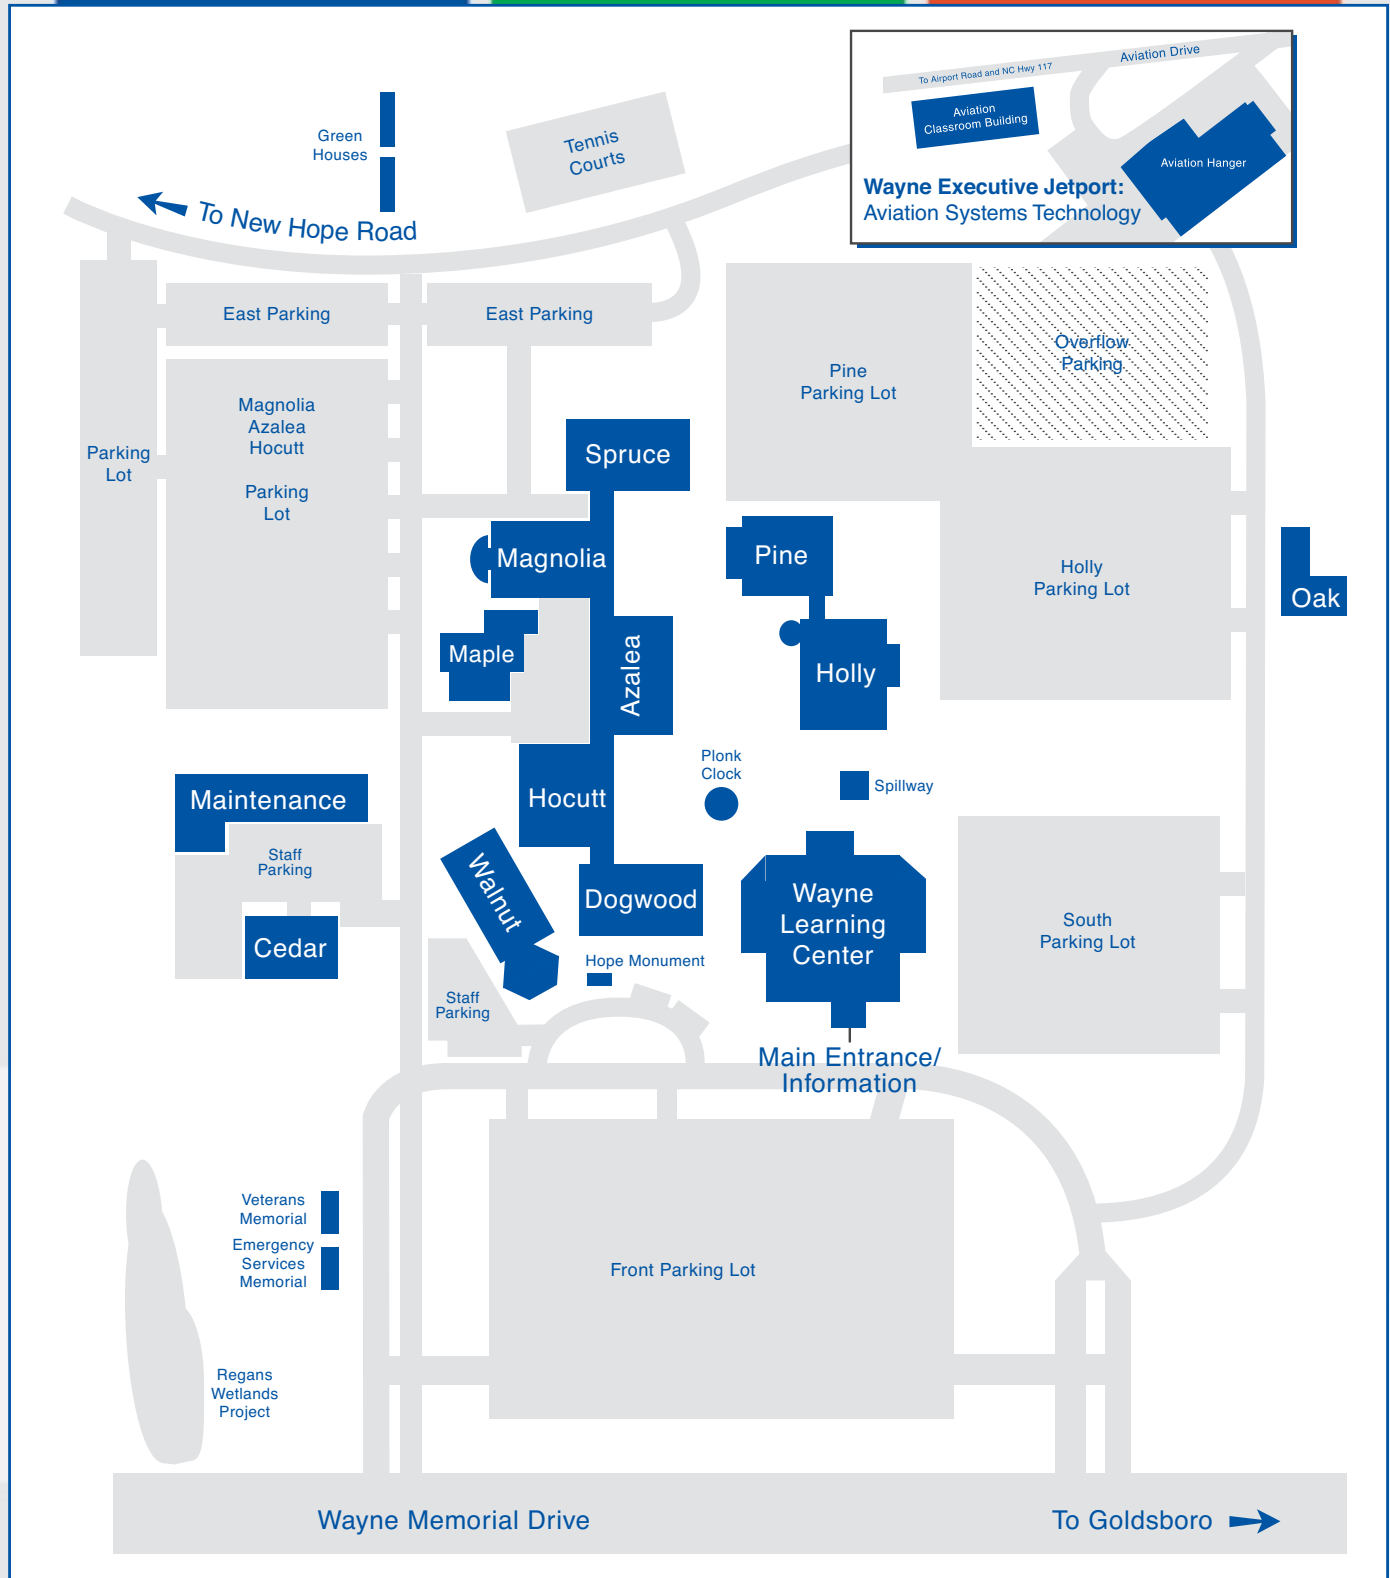 To Airport Road and NC Hwy 117
Aviation Drive
Aviation
Classroom Building
Aviation Hanger
Wayne Executive Jetport:
Aviation Systems Technology
Green
Houses
Tennis
Courts
To New Hope Road
East Parking
East Parking
Pine
Parking Lot
Overflow
Parking
Magnolia
Azalea
Hocutt
Parking
Lot
Parking
Lot
Spruce
Magnolia
Pine
Holly
Parking Lot
Oak
Maple
Azalea
Holly
Plonk
Clock
Spillway
Maintenance
Hocutt
Staff
Parking
Walnut
Dogwood
Wayne
Learning
Center
South
Parking Lot
Cedar
Hope Monument
Staff
Parking
Main Entrance/
Information
Veterans
Memorial
Emergency
Services
Memorial
Front Parking Lot
Regans
Wetlands
Project
Wayne Memorial Drive
To Goldsboro